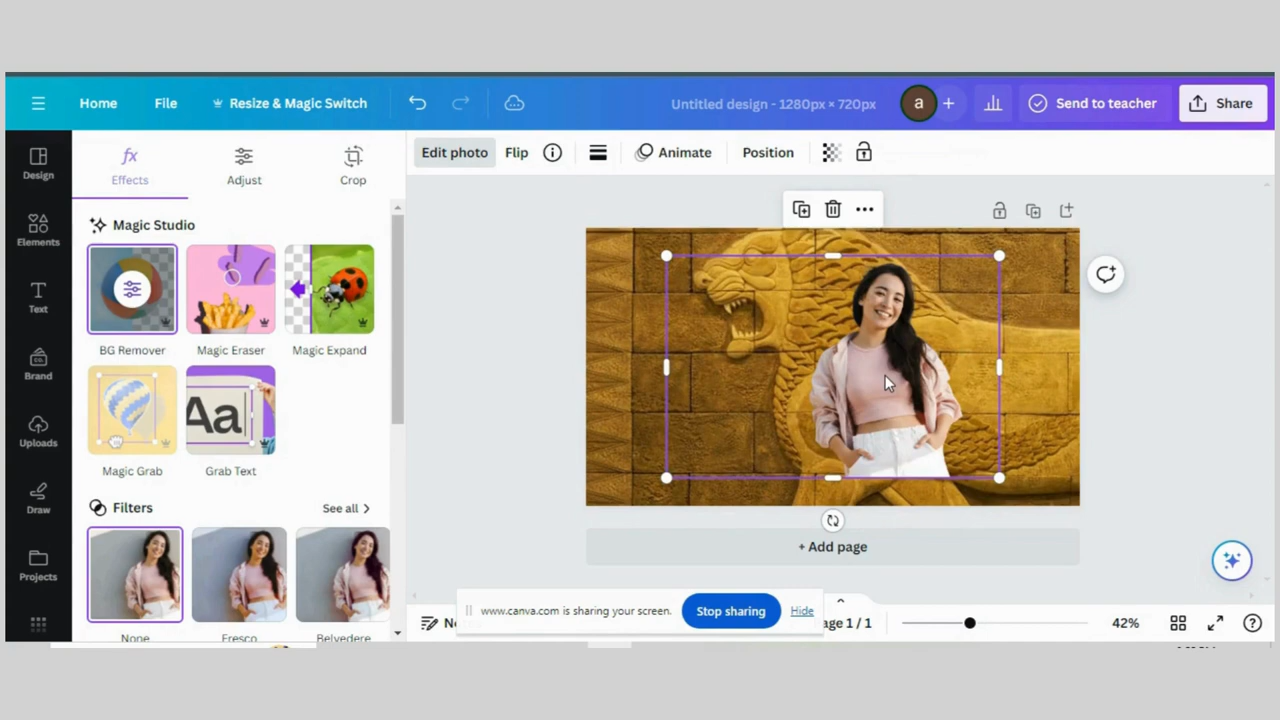 Home File Resize & Magic Switch Untitled design - 1280px × 720px a + Send to teacher Share
Edit photo Flip Animate Position
Design
Elements
Text
Brand
Uploads
Draw
Projects
Effects Adjust Crop
Magic Studio
BG Remover Magic Eraser Magic Expand
Aa
Magic Grab Grab Text
Filters See all
None Fresco Belvedere
+ Add page
www.canva.com is sharing your screen. Stop sharing Hide
Page 1 / 1 42%